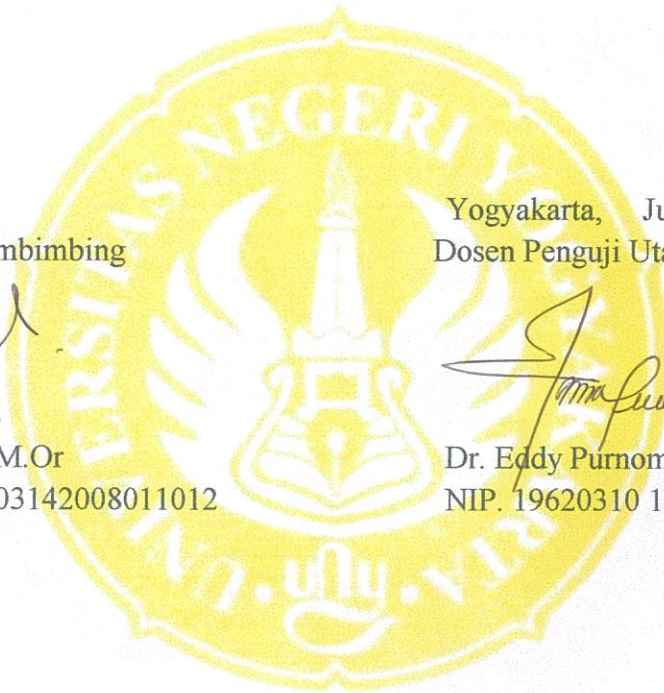 UNIVERSITAS NEGERI YOGYAKARTA
uny
Yogyakarta, Ju
mbimbing
Dosen Penguji Uta
M.Or
Dr. Eddy Purnom
03142008011012
NIP. 19620310 1